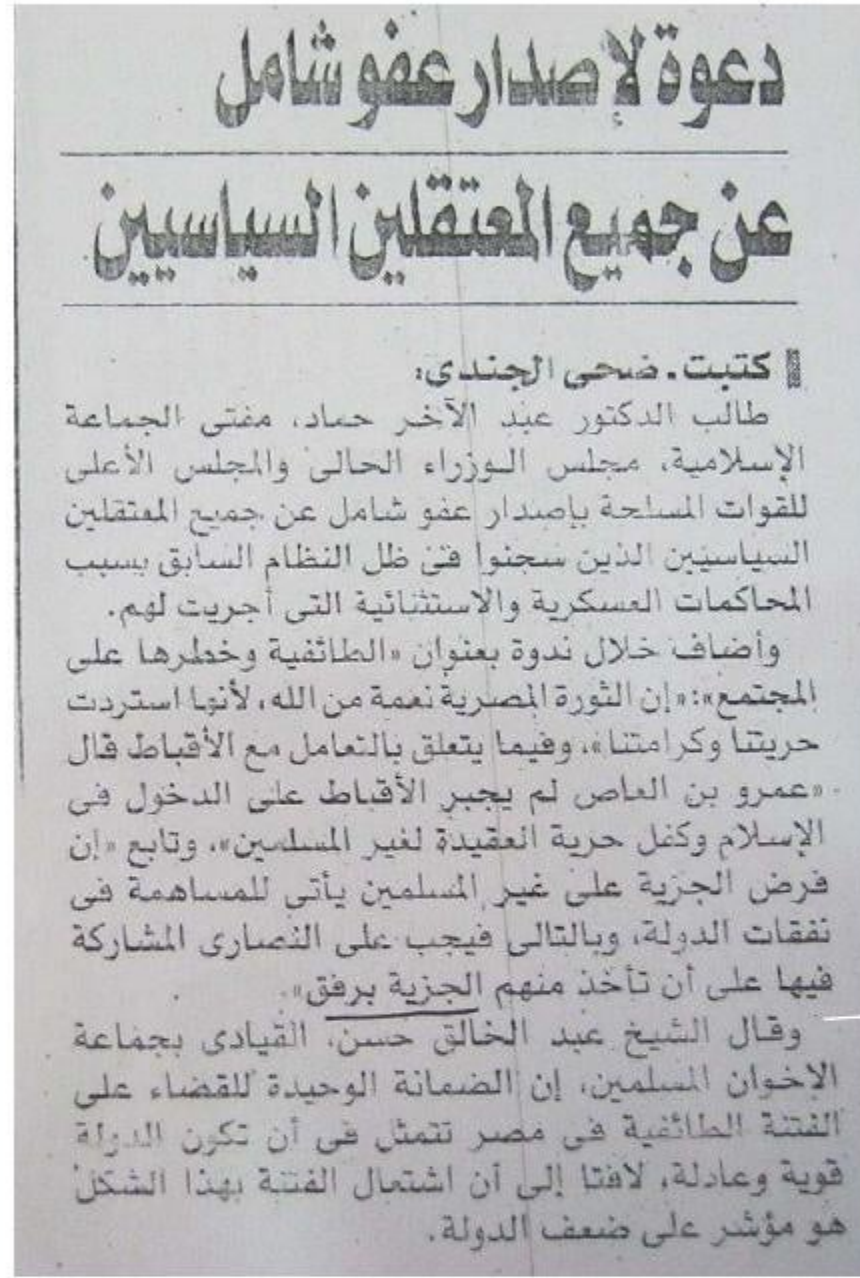 دعوة لإصدار عفو شامل
عن جميع المعتقلين السياسيين
كتبت. ضحى الجندى:
طالب الدكتور عبد الآخر حماد، مفتى الجماعة
الإسلامية، مجلس الوزراء الحالى والمجلس الأعلى
للقوات المسلحة بإصدار عفو شامل عن جميع المعتقلين
السياسيين الذين سجنوا فى ظل النظام السابق بسبب
المحاكمات العسكرية والاستثنائية التى أجريت لهم.
وأضاف خلال ندوة بعنوان «الطائفية وخطرها على
المجتمع»: «إن الثورة المصرية نعمة من الله، لأنها استردت
حريتنا وكرامتنا»، وفيما يتعلق بالتعامل مع الأقباط قال
«عمرو بن العاص لم يجبر الأقباط على الدخول فى
الإسلام وكفل حرية العقيدة لغير المسلمين»، وتابع «إن
فرض الجزية على غير المسلمين يأتى للمساهمة فى
نفقات الدولة، وبالتالى فيجب على النصارى المشاركة
فيها على أن تأخذ منهم الجزية برفق».
وقال الشيخ عبد الخالق حسن، القيادى بجماعة
الإخوان المسلمين، إن الضمانة الوحيدة للقضاء على
الفتنة الطائفية فى مصر تتمثل فى أن تكون الدولة
قوية وعادلة، لافتا إلى أن اشتعال الفتنة بهذا الشكل
هو مؤشر على ضعف الدولة.